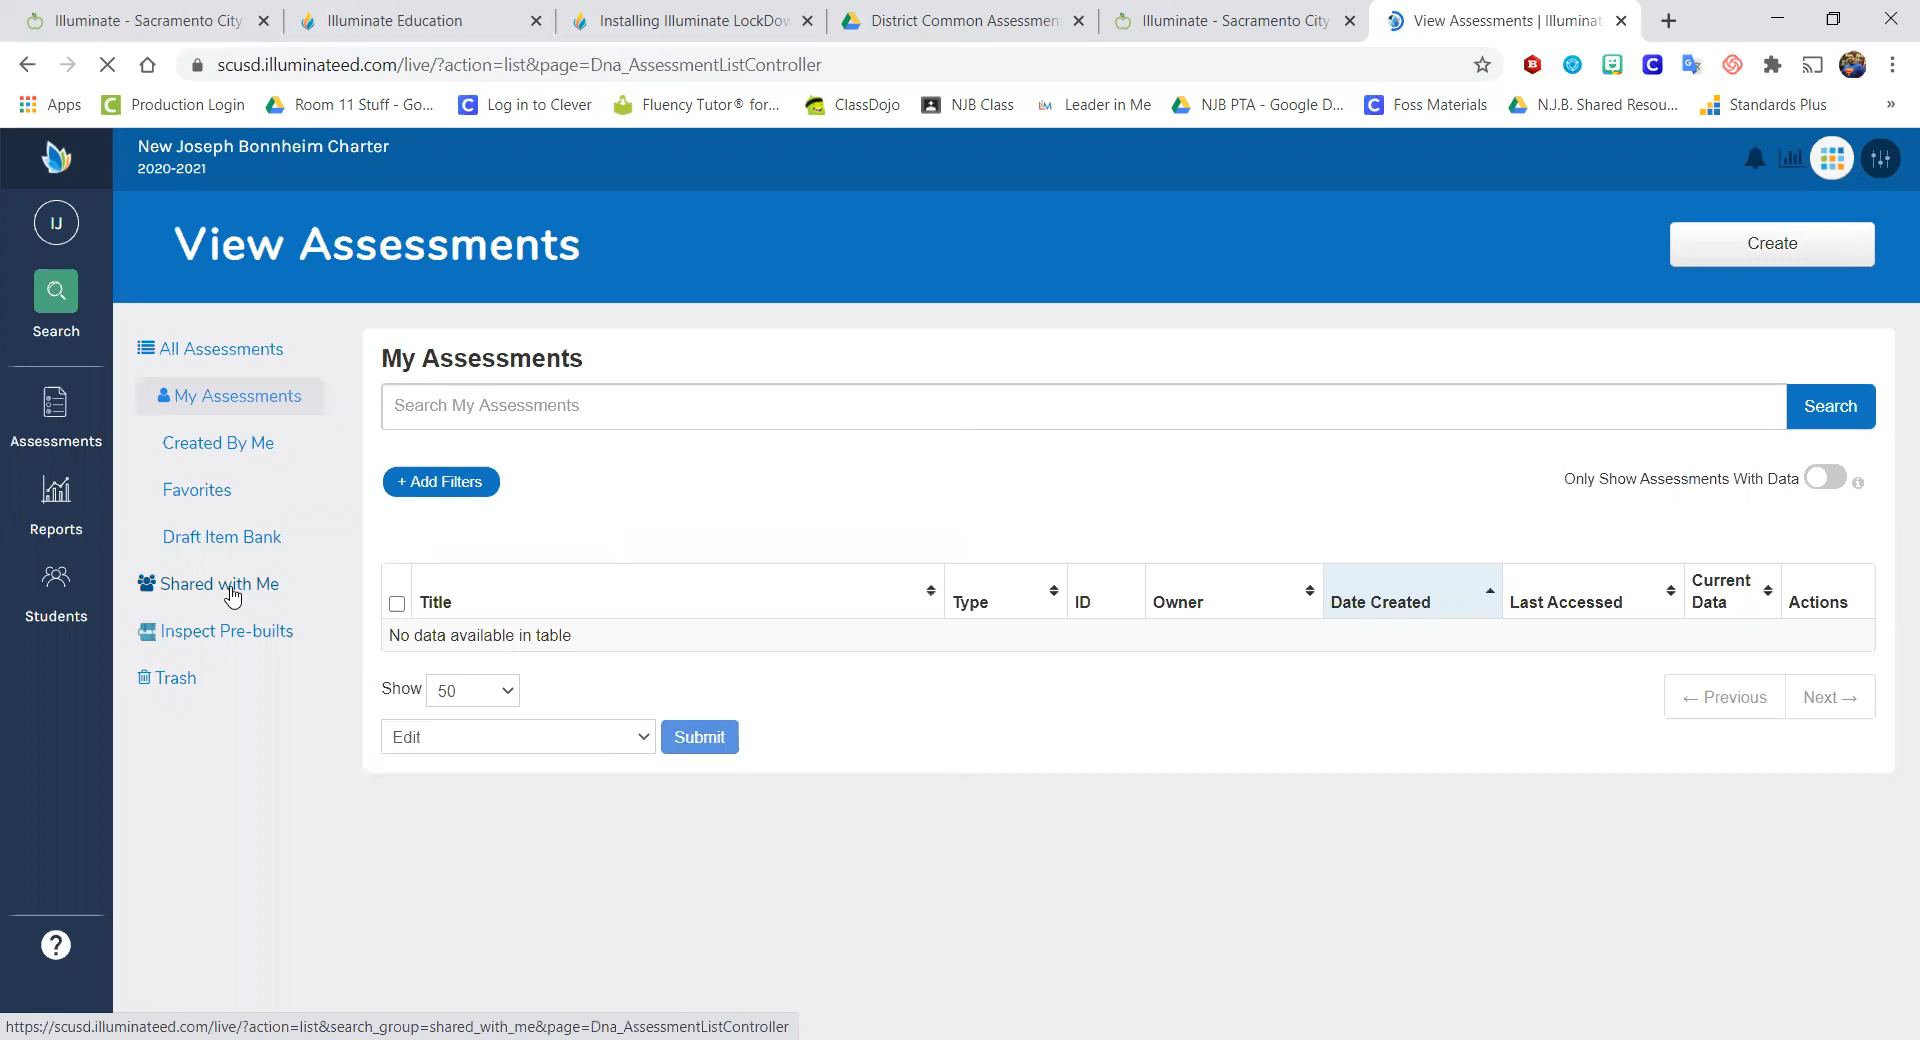 Illuminate - Sacramento City
Illuminate Education
Installing Illuminate LockDo
District Common Assessmen
Illuminate - Sacramento City
View Assessments | Illuminat
scusd.illuminateed.com/live/?action=list&page=Dna_AssessmentListController
Apps
Production Login
Room 11 Stuff - Go...
Log in to Clever
Fluency Tutor® for...
ClassDojo
NJB Class
Leader in Me
NJB PTA - Google D...
Foss Materials
N.J.B. Shared Resou...
Standards Plus
»
New Joseph Bonnheim Charter
2020-2021
IJ
Search
Assessments
Reports
Students
?
View Assessments
Create
All Assessments
My Assessments
Created By Me
Favorites
Draft Item Bank
Shared with Me
Inspect Pre-builts
Trash
My Assessments
Search My Assessments
Search
+ Add Filters
Only Show Assessments With Data
Title
Type
ID
Owner
Date Created
Last Accessed
Current
Data
Actions
No data available in table
Show 50
← Previous
Next →
Edit
Submit
https://scusd.illuminateed.com/live/?action=list&search_group=shared_with_me&page=Dna_AssessmentListController